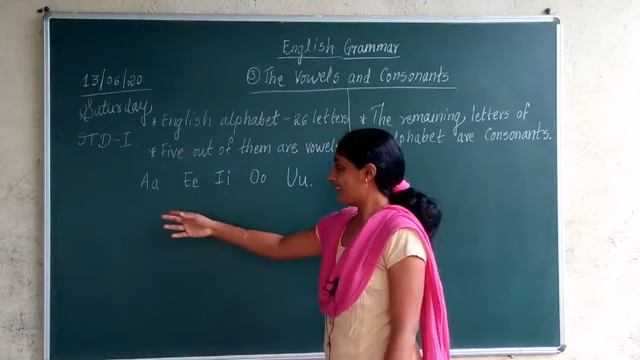 English Grammar
13/06/20
③ The Vowels and Consonants
Saturday
STD-I
* English alphabet - 26 letters
* Five out of them are vowels
Aa Ee Ii Oo Uu.
* The remaining letters of
alphabet are Consonants.